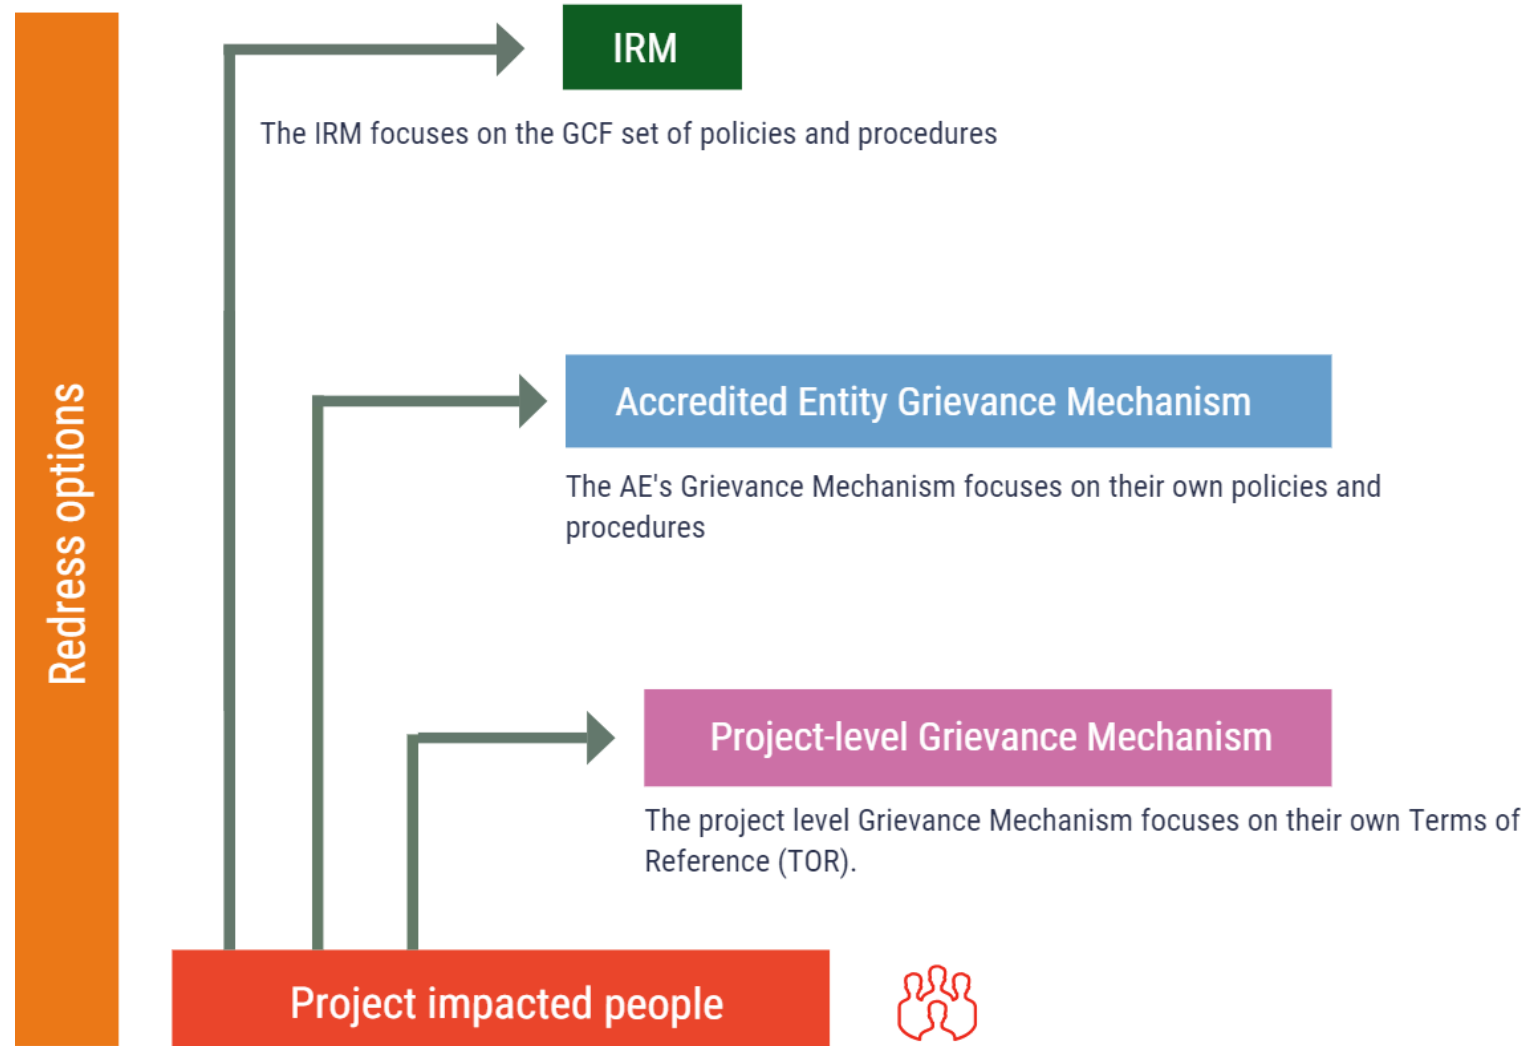 IRM
The IRM focuses on the GCF set of policies and procedures
Accredited Entity Grievance Mechanism
The AE's Grievance Mechanism focuses on their own policies and
procedures
Redress options
Project-level Grievance Mechanism
The project level Grievance Mechanism focuses on their own Terms of
Reference (TOR).
Project impacted people